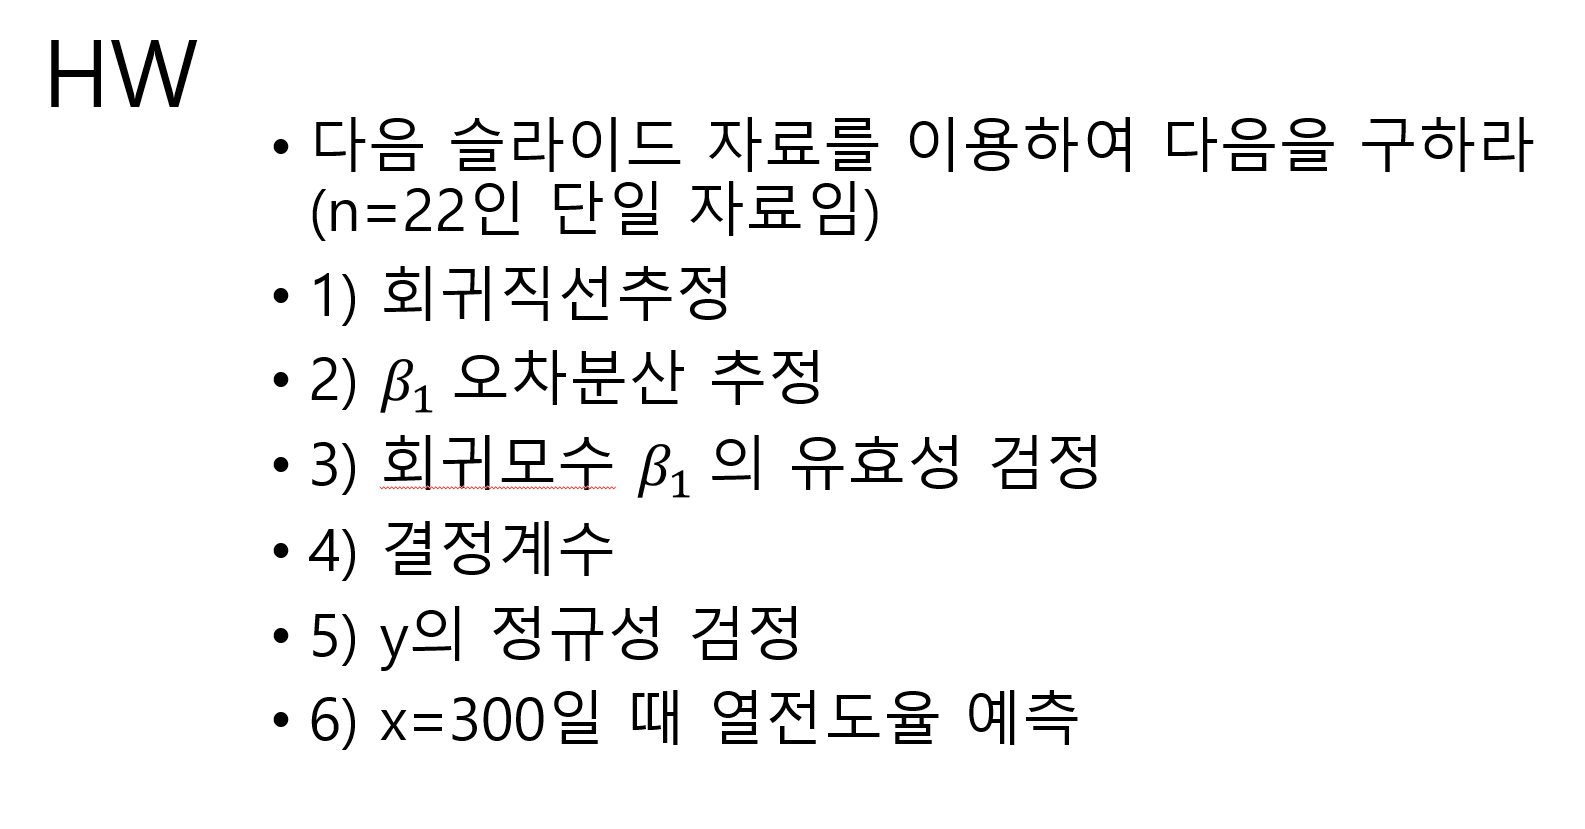 HW
• 다음 슬라이드 자료를 이용하여 다음을 구하라
(n=22인 단일 자료임)
• 1) 회귀직선추정
• 2) 𝛽₁ 오차분산 추정
• 3) 회귀모수 𝛽₁ 의 유효성 검정
• 4) 결정계수
• 5) y의 정규성 검정
• 6) x=300일 때 열전도율 예측